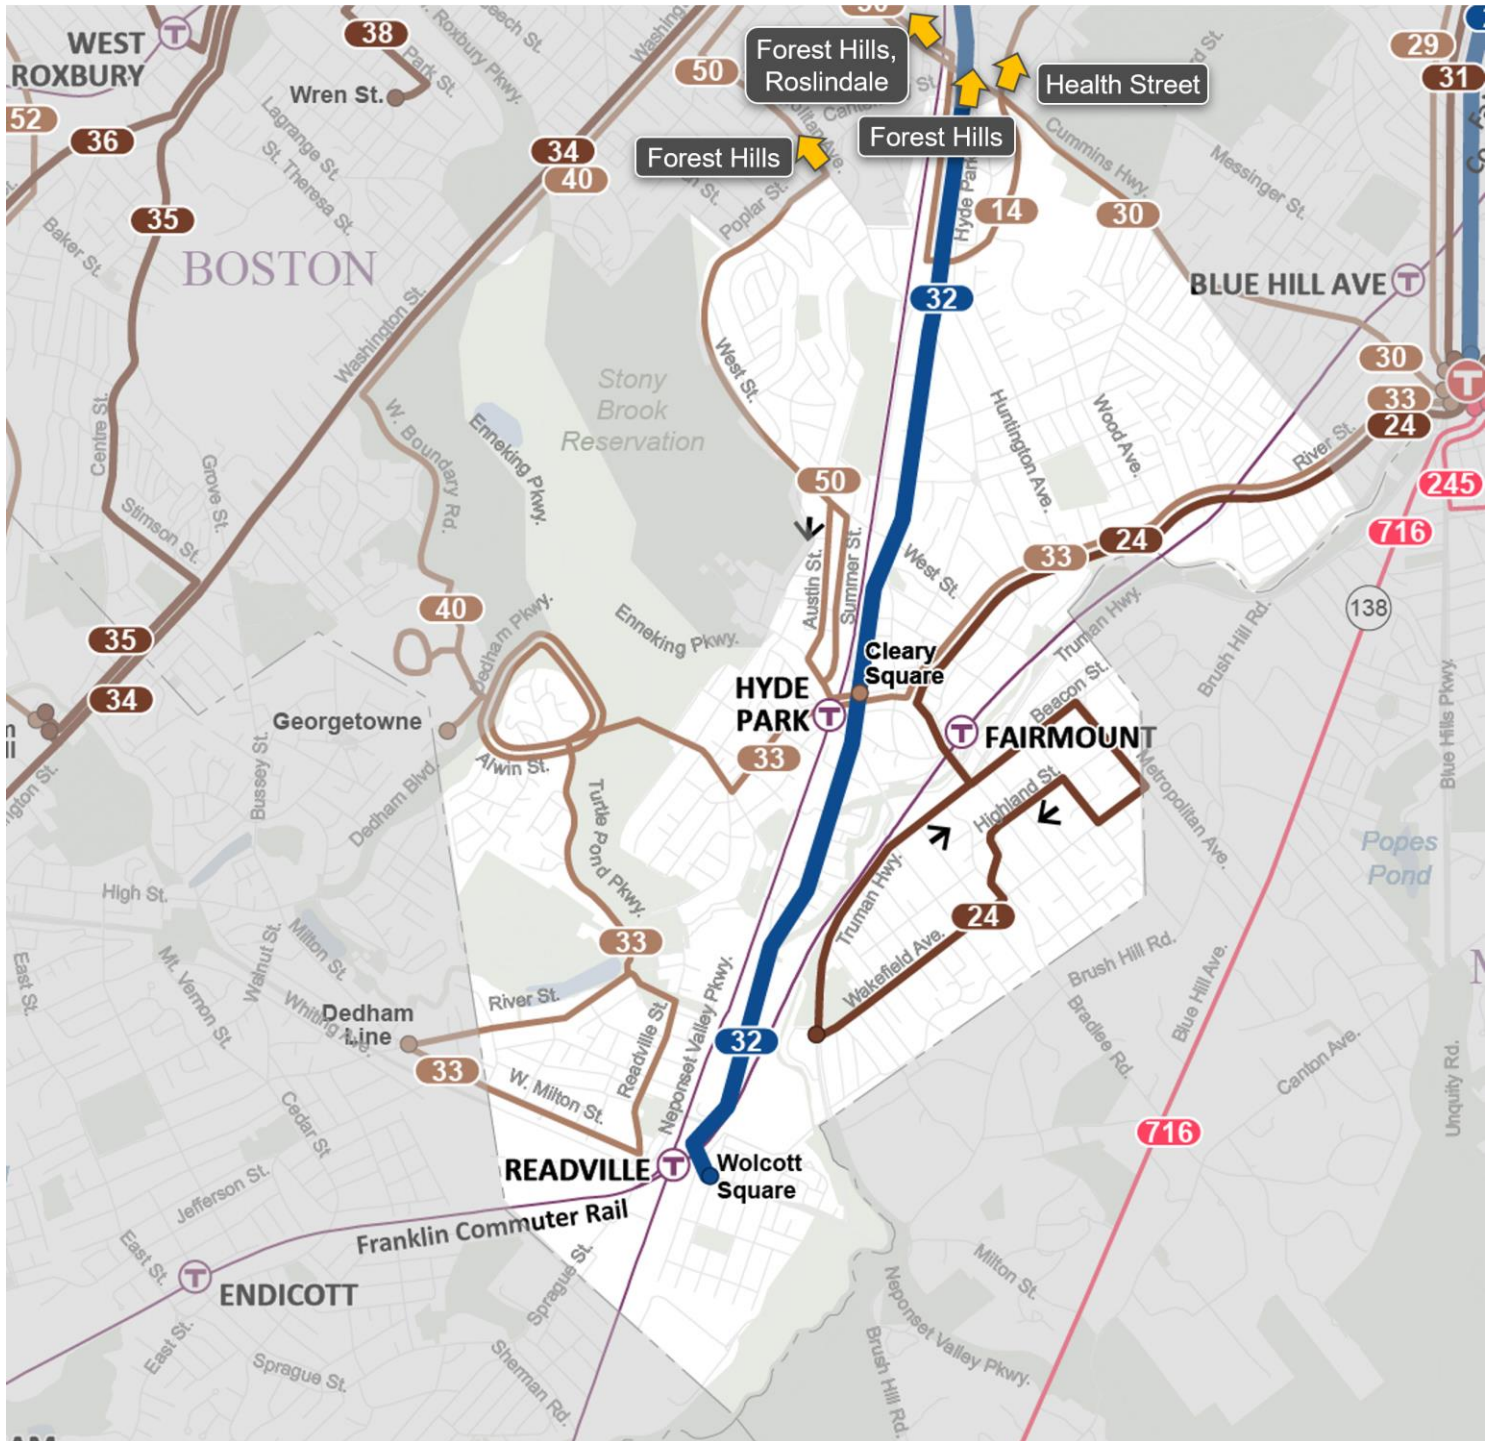 WEST
ROXBURY
38
Park St.
Beech St.
W. Roxbury Pkwy.
Wren St.
50
Forest Hills,
Roslindale
Health Street
Forest Hills
Forest Hills
29
31
52
36
Lagrange St.
St. Theresa St.
34
40
Cummins Hwy.
Messinger St.
35
Baker St.
Poplar St.
14
30
Hyde Park
BOSTON
BLUE HILL AVE
T
32
Washington St.
West St.
Stony
Brook
Reservation
30
33
24
T
Centre St.
W. Boundary Rd.
Enneking Pkwy.
Huntington Ave.
Wood Ave.
River St.
Grove St.
Stimson St.
50
245
716
33
24
Austin St.
Summer St.
West St.
138
40
Dedham Pkwy.
Enneking Pkwy.
Truman Hwy.
Brush Hill Rd.
35
34
Cleary
Square
HYDE
PARK
T
Beacon St.
T
FAIRMOUNT
Georgetowne
Bussey St.
Alwin St.
33
Dedham Blvd.
Turtle Pond Pkwy.
Highland St.
Metropolitan Ave.
Blue Hills Pkwy.
Popes
Pond
High St.
Truman Hwy.
24
Walnut St.
Milton St.
33
Mt. Vernon St.
East St.
Wakefield Ave.
Brush Hill Rd.
River St.
Neponset Valley Pkwy.
Whiting Ave.
Dedham
Line
Readville St.
32
Bradlee Rd.
Blue Hill Ave.
Canton Ave.
Unquity Rd.
33
W. Milton St.
Cedar St
716
READVILLE
T
Wolcott
Square
Jefferson St.
Franklin Commuter Rail
East St.
T
ENDICOTT
Sprague St.
Milton St.
Neponset Valley Pkwy.
East St.
Sprague St.
Sherman Rd.
Brush Hill Rd.